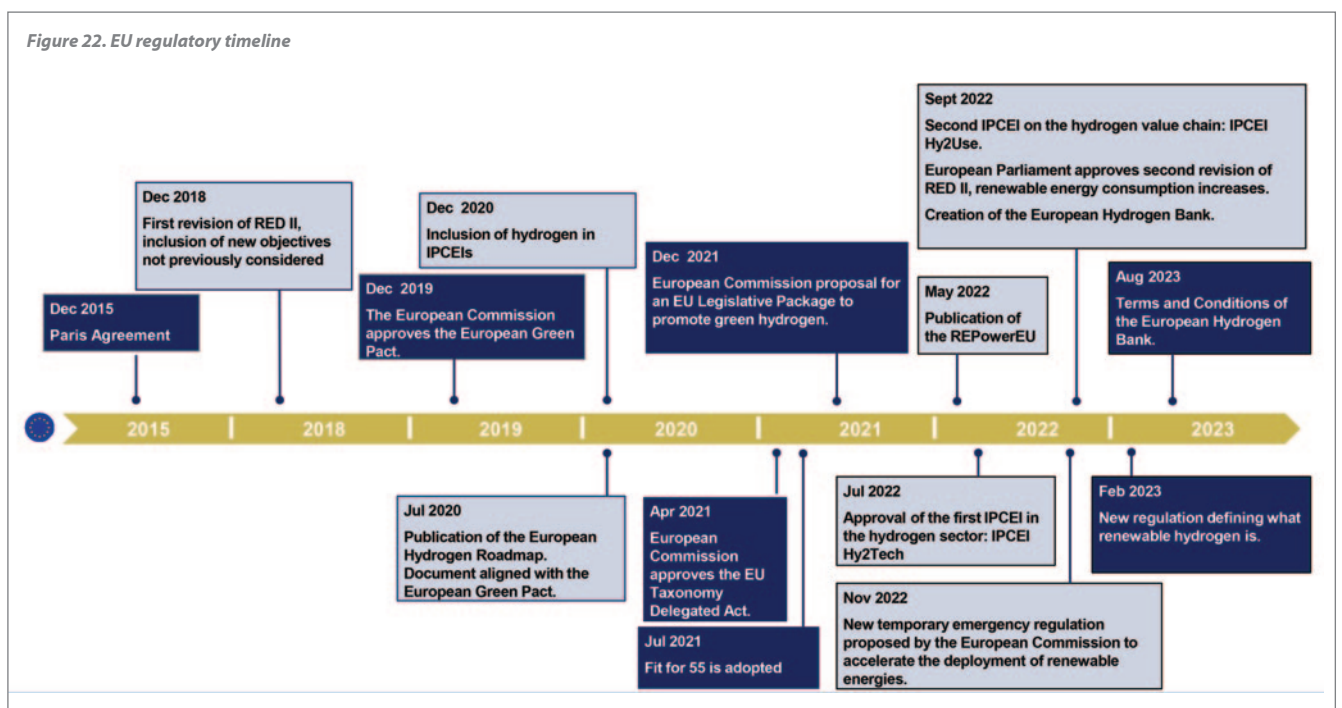 Figure 22. EU regulatory timeline
Sept 2022
Second IPCEI on the hydrogen value chain: IPCEI
Hy2Use.
European Parliament approves second revision of
RED II, renewable energy consumption increases.
Creation of the European Hydrogen Bank.
Dec 2018
First revision of RED II,
inclusion of new objectives
not previously considered
Dec 2020
Inclusion of hydrogen in
IPCEIs
Dec 2021
European Commission proposal for
an EU Legislative Package to
promote green hydrogen.
Dec 2015
Paris Agreement
Dec 2019
The European Commission
approves the European Green
Pact.
May 2022
Publication of
the REPowerEU
Aug 2023
Terms and Conditions of
the European Hydrogen
Bank.
2015
2018
2019
2020
2021
2022
2023
Jul 2020
Publication of the European
Hydrogen Roadmap.
Document aligned with the
European Green Pact.
Apr 2021
European
Commission
approves the EU
Taxonomy
Delegated Act.
Jul 2021
Fit for 55 is adopted
Jul 2022
Approval of the first IPCEI in
the hydrogen sector: IPCEI
Hy2Tech
Nov 2022
New temporary emergency regulation
proposed by the European Commission to
accelerate the deployment of renewable
energies.
Feb 2023
New regulation defining what
renewable hydrogen is.